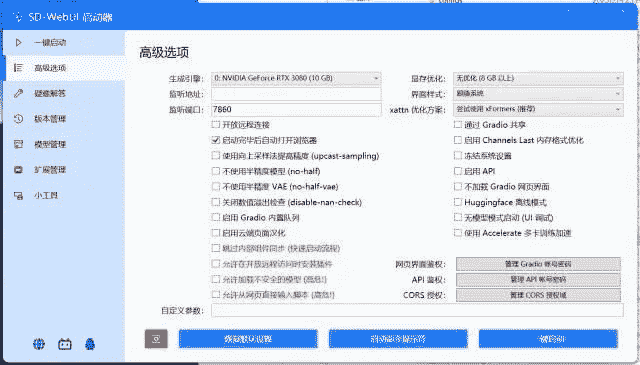 SD-WebUI 启动器
一键启动
高级选项
疑难解答
版本管理
模型管理
扩展管理
小工具
高级选项
生成引擎: 0: NVIDIA GeForce RTX 3080 (10 GB)
显存优化: 无优化 (8 GB 以上)
监听地址:
界面样式: 跟随系统
监听端口: 7860
xattn 优化方案: 尝试使用 xFormers (推荐)
开放远程连接
通过 Gradio 共享
启动完毕后自动打开浏览器
启用 Channels Last 内存格式优化
使用向上采样法提高精度 (upcast-sampling)
冻结系统设置
不使用半精度模型 (no-half)
启用 API
不使用半精度 VAE (no-half-vae)
不加载 Gradio 网页界面
关闭数值溢出检查 (disable-nan-check)
Huggingface 离线模式
启用 Gradio 内置队列
无模型模式启动 (UI 调试)
启用云端页面汉化
使用 Accelerate 多卡训练加速
跳过内部组件同步 (快速启动流程)
允许在开放远程访问时安装插件
网页界面鉴权: 管理 Gradio 帐号密码
允许加载不安全的模型 (高危!)
API 鉴权: 管理 API 帐号密码
允许从网页直接输入脚本 (高危!)
CORS 授权: 管理 CORS 授权域
自定义参数:
恢复默认设置